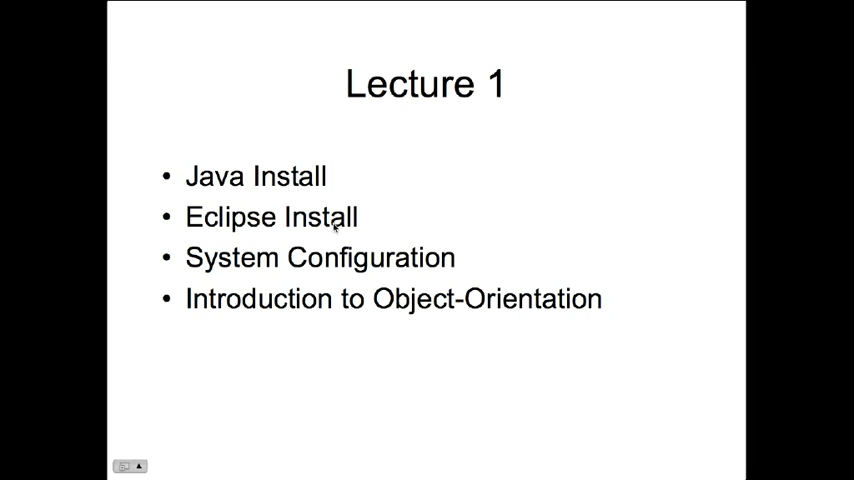 Lecture 1
• Java Install
• Eclipse Install
• System Configuration
• Introduction to Object-Orientation